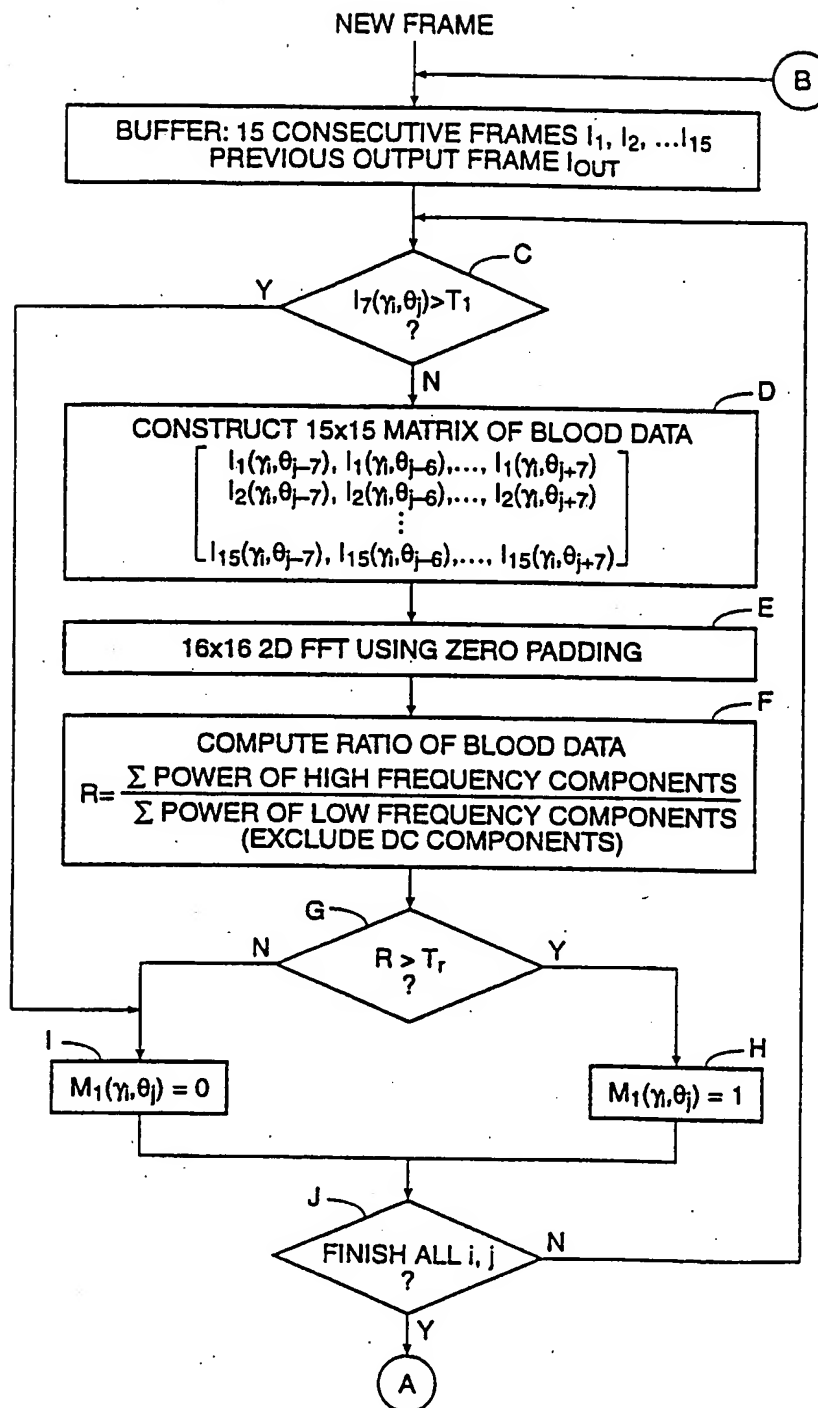 NEW FRAME
B
BUFFER: 15 CONSECUTIVE FRAMES I1, I2, ...I15
PREVIOUS OUTPUT FRAME IOUT
C
Y
I7(γi,θj)>T1
?
N
D
CONSTRUCT 15x15 MATRIX OF BLOOD DATA
I1(γi,θj–7), I1(γi,θj–6),..., I1(γi,θj+7)
I2(γi,θj–7), I2(γi,θj–6),..., I2(γi,θj+7)
⋮
I15(γi,θj–7), I15(γi,θj–6),..., I15(γi,θj+7)
E
16x16 2D FFT USING ZERO PADDING
F
COMPUTE RATIO OF BLOOD DATA
R= Σ POWER OF HIGH FREQUENCY COMPONENTS
Σ POWER OF LOW FREQUENCY COMPONENTS
(EXCLUDE DC COMPONENTS)
G
N
R > Tr
?
Y
I
M1(γi,θj) = 0
H
M1(γi,θj) = 1
J
FINISH ALL i, j
?
N
Y
A